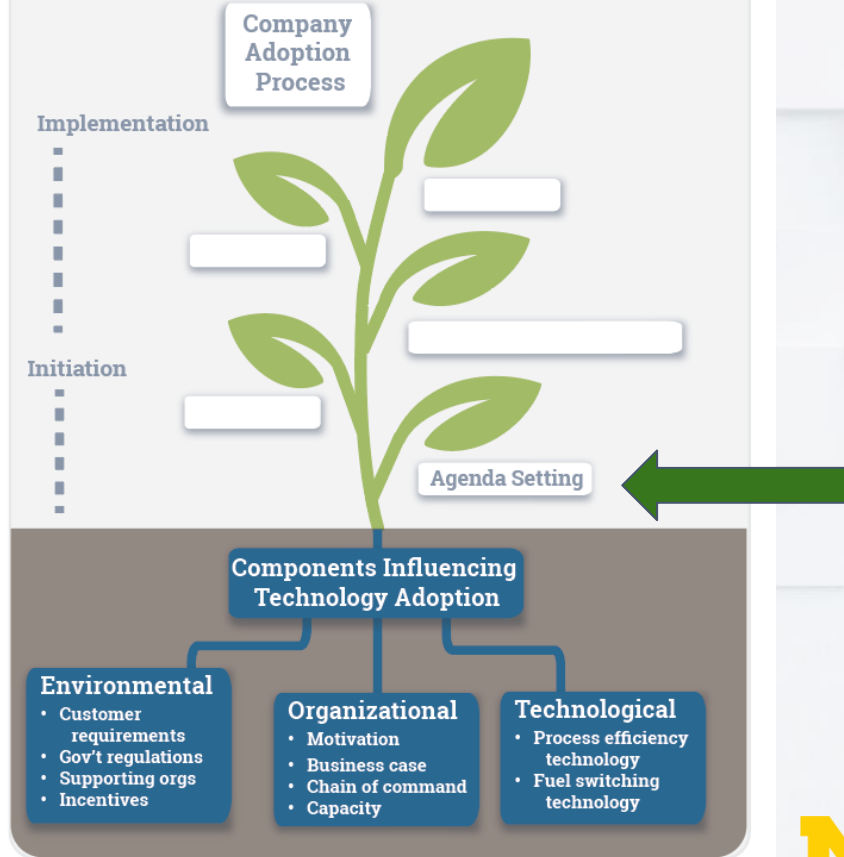 Company
Adoption
Process
Implementation
Initiation
Agenda Setting
Components Influencing
Technology Adoption
Environmental
• Customer
requirements
• Gov't regulations
• Supporting orgs
• Incentives
Organizational
• Motivation
• Business case
• Chain of command
• Capacity
Technological
• Process efficiency
technology
• Fuel switching
technology